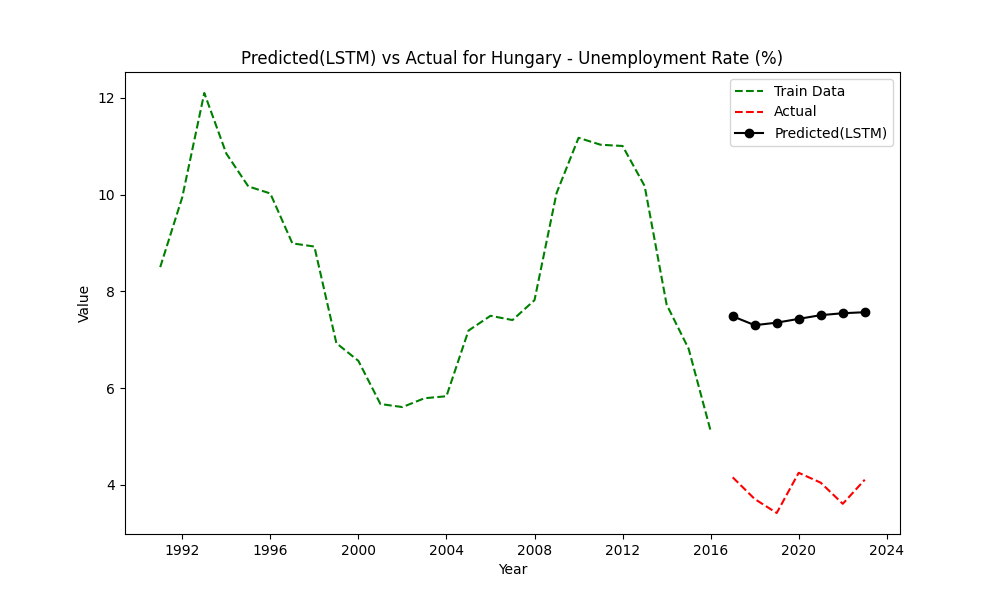 Predicted(LSTM) vs Actual for Hungary - Unemployment Rate (%)
Train Data
Actual
Predicted(LSTM)
Value
12
10
8
6
4
1992 1996 2000 2004 2008 2012 2016 2020 2024
Year